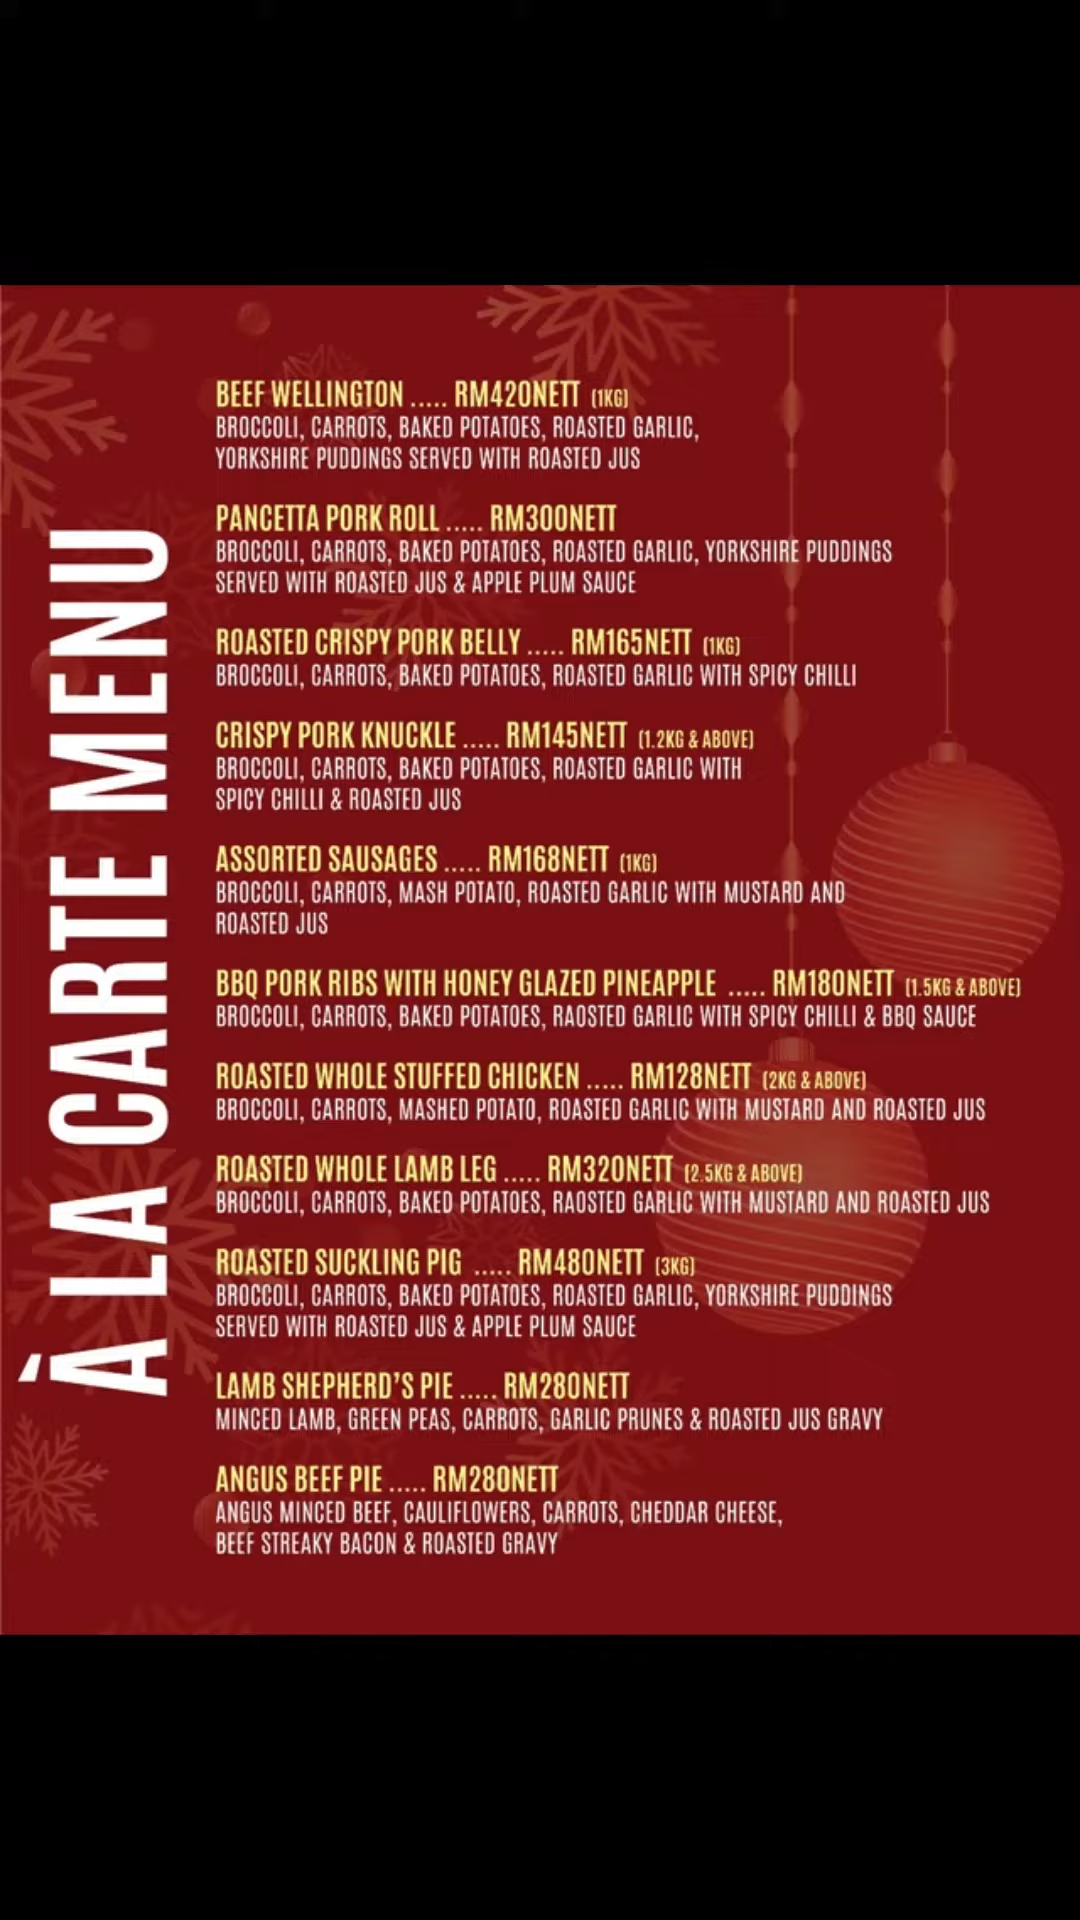 À LA CARTE MENU
BEEF WELLINGTON ..... RM420NETT (1KG)
BROCCOLI, CARROTS, BAKED POTATOES, ROASTED GARLIC,
YORKSHIRE PUDDINGS SERVED WITH ROASTED JUS
PANCETTA PORK ROLL ..... RM300NETT
BROCCOLI, CARROTS, BAKED POTATOES, ROASTED GARLIC, YORKSHIRE PUDDINGS
SERVED WITH ROASTED JUS & APPLE PLUM SAUCE
ROASTED CRISPY PORK BELLY ..... RM165NETT (1KG)
BROCCOLI, CARROTS, BAKED POTATOES, ROASTED GARLIC WITH SPICY CHILLI
CRISPY PORK KNUCKLE ..... RM145NETT (1.2KG & ABOVE)
BROCCOLI, CARROTS, BAKED POTATOES, ROASTED GARLIC WITH
SPICY CHILLI & ROASTED JUS
ASSORTED SAUSAGES ..... RM168NETT (1KG)
BROCCOLI, CARROTS, MASH POTATO, ROASTED GARLIC WITH MUSTARD AND
ROASTED JUS
BBQ PORK RIBS WITH HONEY GLAZED PINEAPPLE ..... RM180NETT (1.5KG & ABOVE)
BROCCOLI, CARROTS, BAKED POTATOES, RAOSTED GARLIC WITH SPICY CHILLI & BBQ SAUCE
ROASTED WHOLE STUFFED CHICKEN ..... RM128NETT (2KG & ABOVE)
BROCCOLI, CARROTS, MASHED POTATO, ROASTED GARLIC WITH MUSTARD AND ROASTED JUS
ROASTED WHOLE LAMB LEG ..... RM320NETT (2.5KG & ABOVE)
BROCCOLI, CARROTS, BAKED POTATOES, RAOSTED GARLIC WITH MUSTARD AND ROASTED JUS
ROASTED SUCKLING PIG ..... RM480NETT (3KG)
BROCCOLI, CARROTS, BAKED POTATOES, ROASTED GARLIC, YORKSHIRE PUDDINGS
SERVED WITH ROASTED JUS & APPLE PLUM SAUCE
LAMB SHEPHERD'S PIE ..... RM280NETT
MINCED LAMB, GREEN PEAS, CARROTS, GARLIC PRUNES & ROASTED JUS GRAVY
ANGUS BEEF PIE ..... RM280NETT
ANGUS MINCED BEEF, CAULIFLOWERS, CARROTS, CHEDDAR CHEESE,
BEEF STREAKY BACON & ROASTED GRAVY